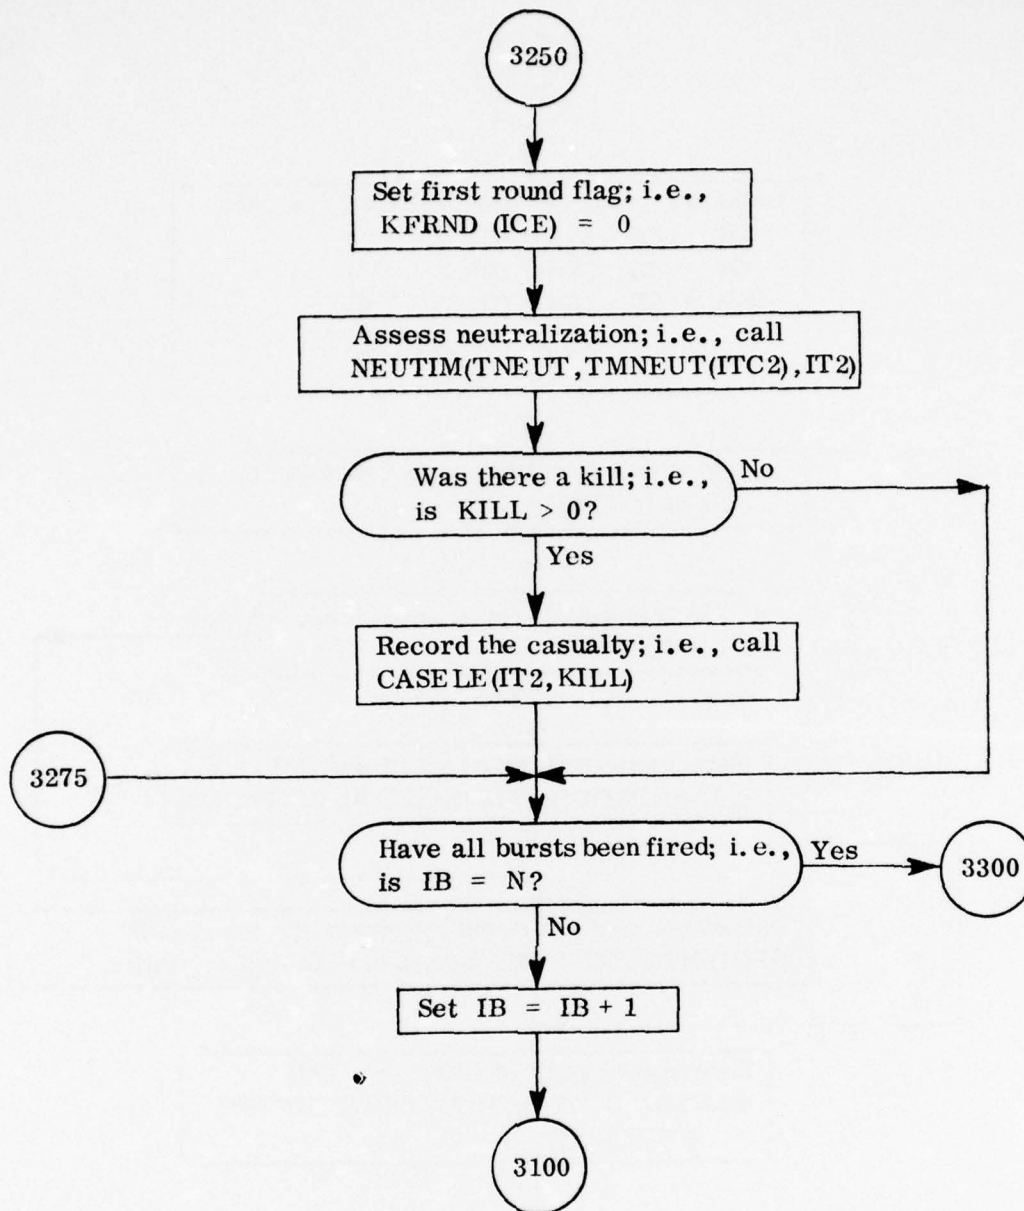 3250
Set first round flag; i.e.,
KFRND (ICE) = 0
Assess neutralization; i.e., call
NEUTIM(TNEUT,TMNEUT(ITC2),IT2)
Was there a kill; i.e.,
is KILL > 0?
No
Yes
Record the casualty; i.e., call
CASELE(IT2,KILL)
3275
Have all bursts been fired; i.e.,
is IB = N?
Yes
3300
No
Set IB = IB + 1
3100